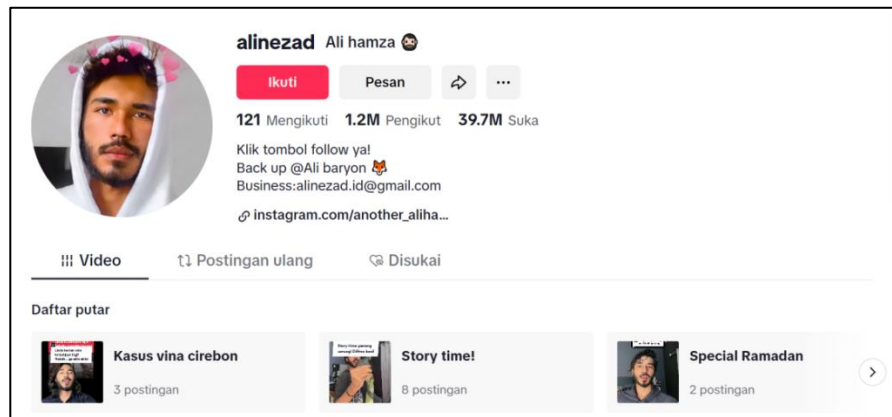 alinezad Ali hamza
Ikuti Pesan
121 Mengikuti 1.2M Pengikut 39.7M Suka
Klik tombol follow ya!
Back up @Ali baryon 🦊
Business:alinezad.id@gmail.com
instagram.com/another_aliha...
Video Postingan ulang Disukai
Daftar putar
Kasus vina cirebon
3 postingan
Story time!
8 postingan
Special Ramadan
2 postingan